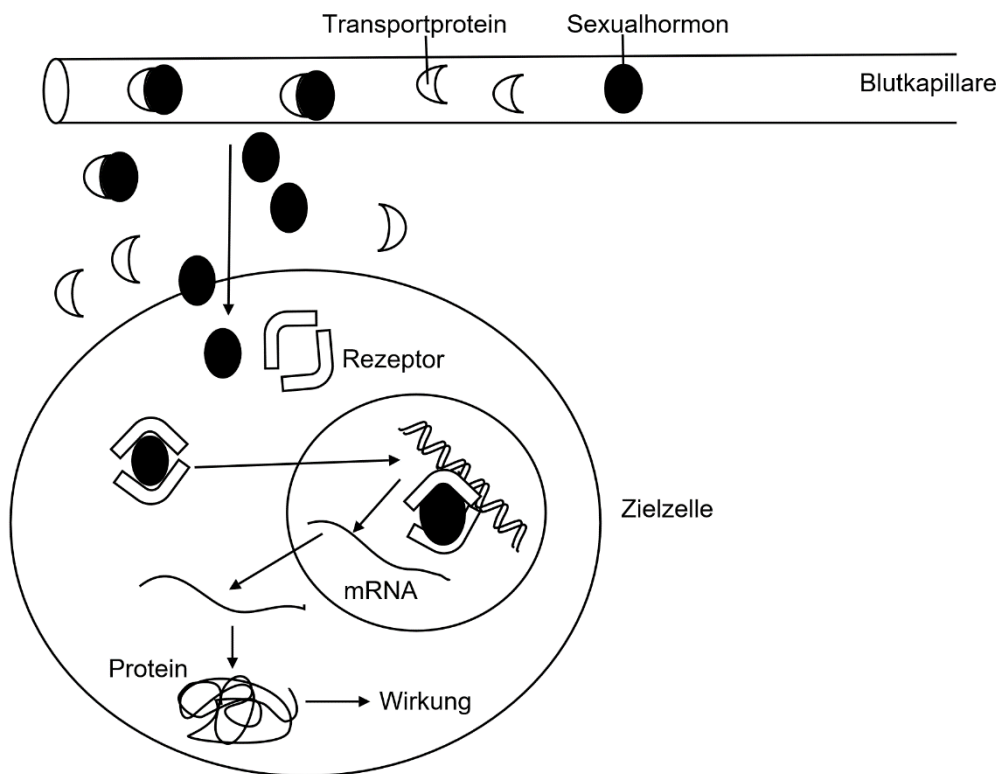 Transportprotein
Sexualhormon
Blutkapillare
Rezeptor
Zielzelle
mRNA
Protein
Wirkung